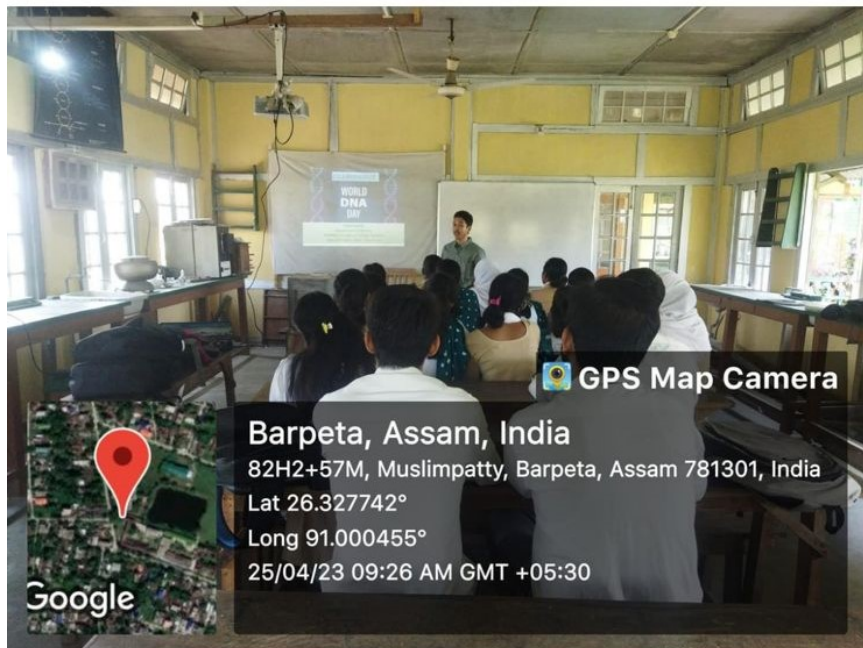 WORLD
DNA
DAY
GPS Map Camera
Barpeta, Assam, India
82H2+57M, Muslimpatty, Barpeta, Assam 781301, India
Lat 26.327742°
Long 91.000455°
25/04/23 09:26 AM GMT +05:30
Google